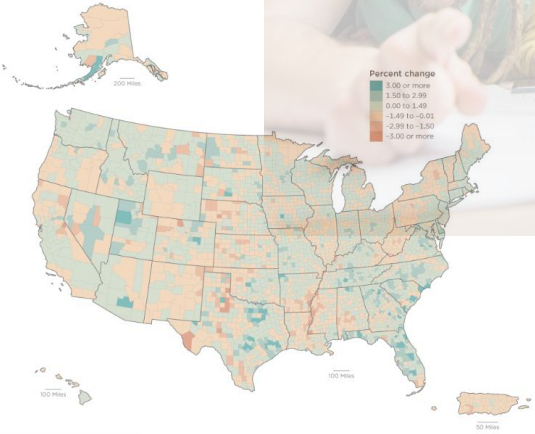 200 Miles
Percent change
3.00 or more
1.50 to 2.99
0.00 to 1.49
−1.49 to −0.01
−2.99 to −1.50
−3.00 or more
100 Miles
100 Miles
50 Miles